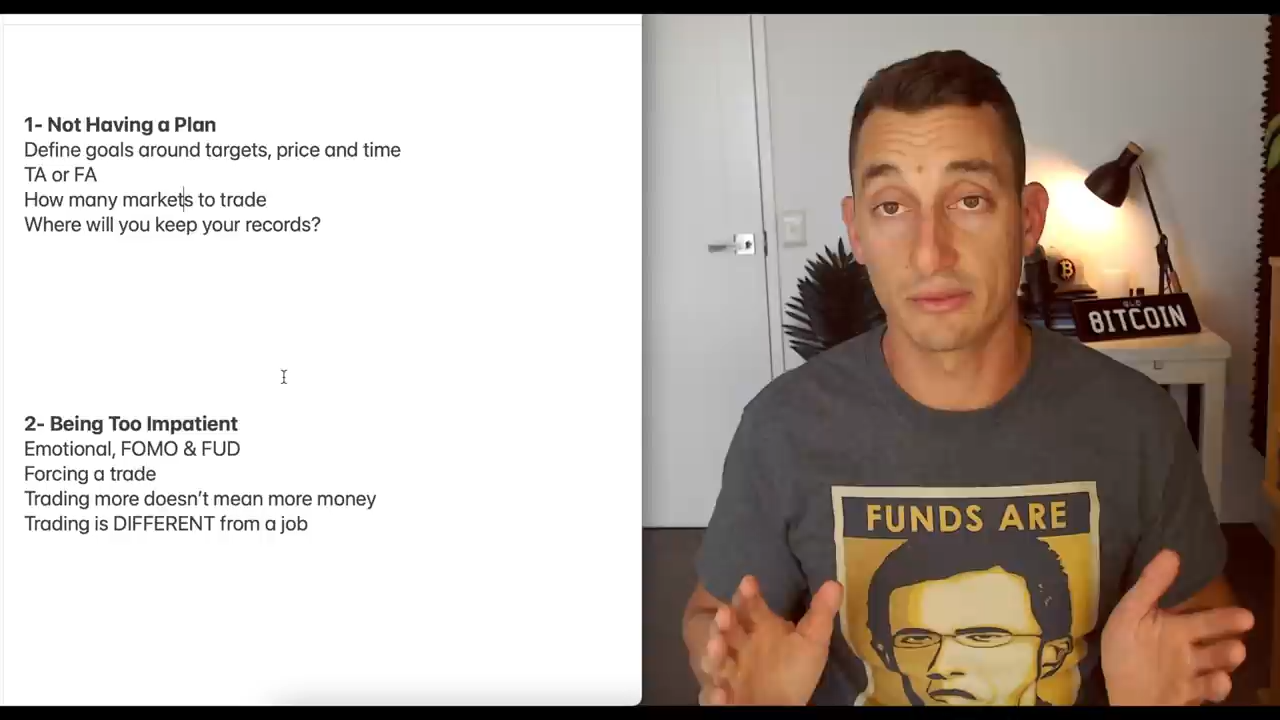 1- Not Having a Plan
Define goals around targets, price and time
TA or FA
How many markets to trade
Where will you keep your records?
2- Being Too Impatient
Emotional, FOMO & FUD
Forcing a trade
Trading more doesn’t mean more money
Trading is DIFFERENT from a job
QLD
8ITCOIN
FUNDS ARE